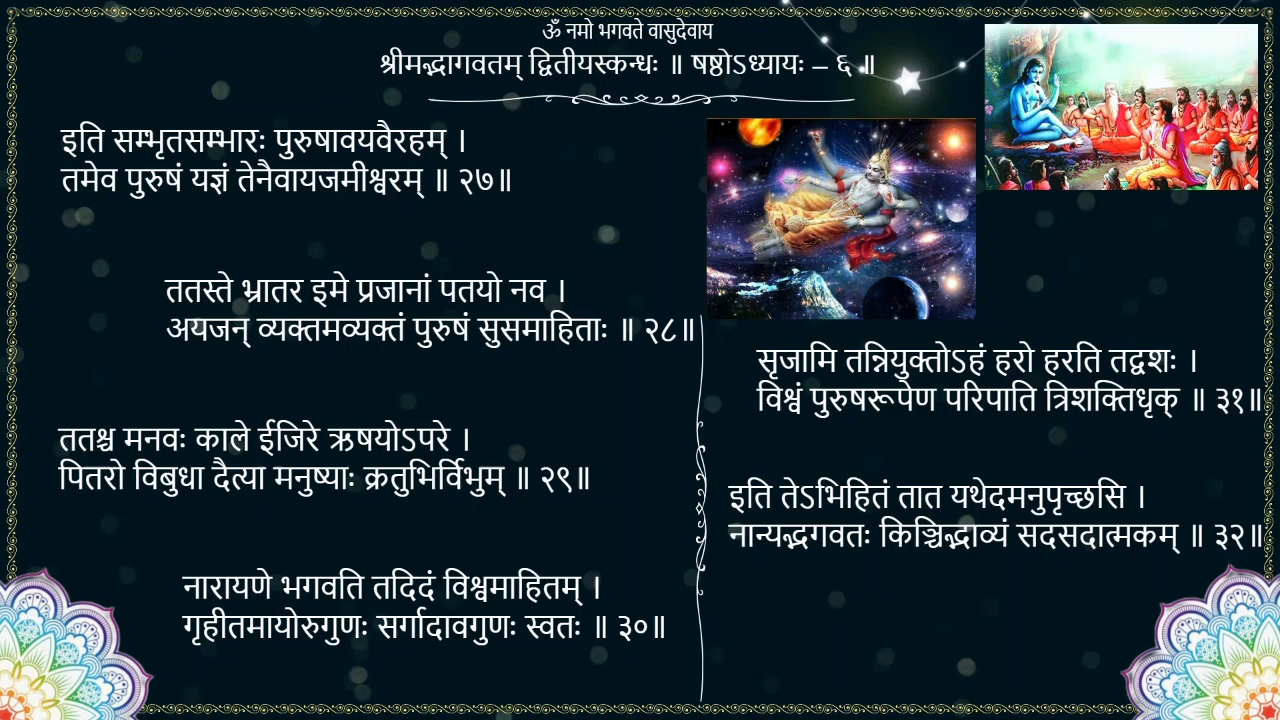 ॐ नमो भगवते वासुदेवाय
श्रीमद्भागवतम् द्वितीयस्कन्धः ॥ षष्ठोऽध्यायः – ६ ॥
इति सम्भृतसम्भारः पुरुषावयवैरहम् ।
तमेव पुरुषं यज्ञं तेनैवायजमीश्वरम् ॥ २७॥
ततस्ते भ्रातर इमे प्रजानां पतयो नव ।
अयजन् व्यक्तमव्यक्तं पुरुषं सुसमाहिताः ॥ २८॥
ततश्च मनवः काले ईजिरे ऋषयोऽपरे ।
पितरो विबुधा दैत्या मनुष्याः क्रतुभिर्विभुम् ॥ २९॥
नारायणे भगवति तदिदं विश्वमाहितम् ।
गृहीतमायोरुगुणः सर्गादावगुणः स्वतः ॥ ३०॥
सृजामि तन्नियुक्तोऽहं हरो हरति तद्वशः ।
विश्वं पुरुषरूपेण परिपाति त्रिशक्तिधृक् ॥ ३१॥
इति तेऽभिहितं तात यथेदमनुपृच्छसि ।
नान्यद्भगवतः किञ्चिद्भाव्यं सदसदात्मकम् ॥ ३२॥